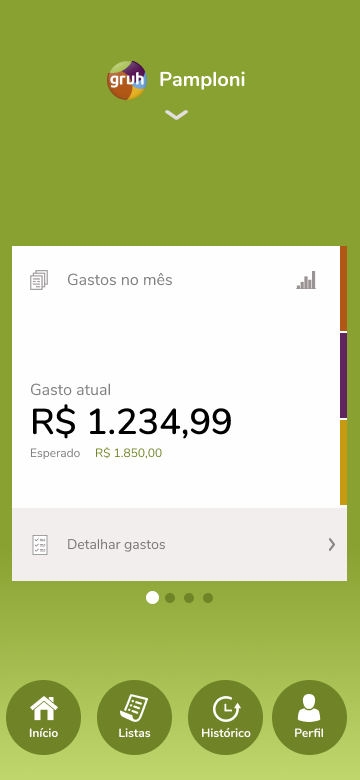 gruh Pamploni
Gastos no mês
Gasto atual
R$ 1.234,99
Esperado R$ 1.850,00
Detalhar gastos
Início Listas Histórico Perfil